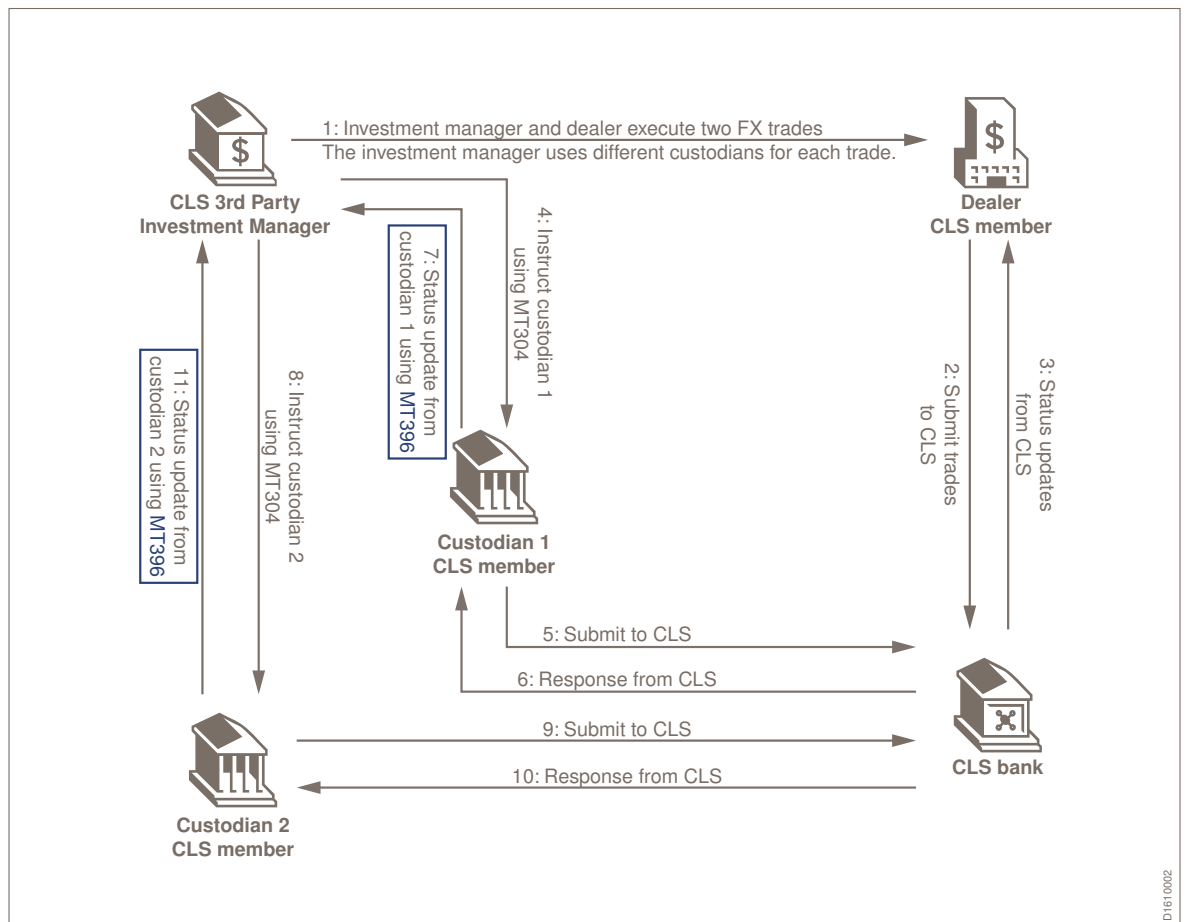 1: Investment manager and dealer execute two FX trades
The investment manager uses different custodians for each trade.
$
$
CLS 3rd Party
Investment Manager
Dealer
CLS member
4: Instruct custodian 1
using MT304
7: Status update from
custodian 1 using MT396
8: Instruct custodian 2
using MT304
11: Status update from
custodian 2 using MT396
2: Submit trades
to CLS
3: Status updates
from CLS
Custodian 1
CLS member
5: Submit to CLS
6: Response from CLS
9: Submit to CLS
10: Response from CLS
CLS bank
Custodian 2
CLS member
D1610002